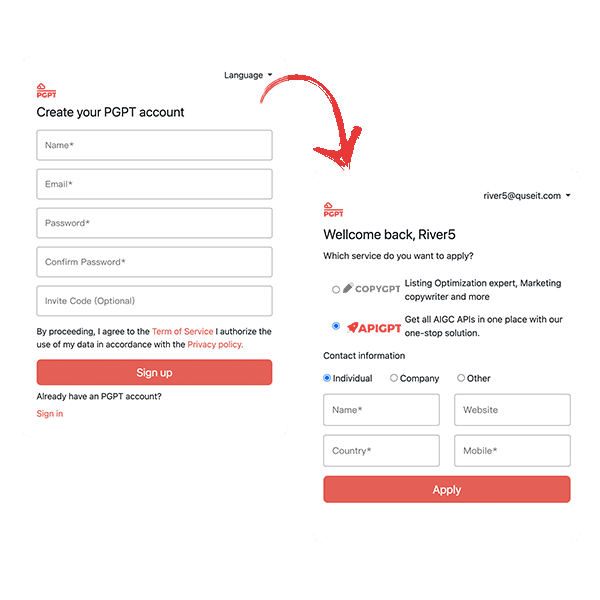 Language
PGPT
Create your PGPT account
Name*
Email*
Password*
Confirm Password*
Invite Code (Optional)
By proceeding, I agree to the Term of Service I authorize the
use of my data in accordance with the Privacy policy.
Sign up
Already have an PGPT account?
Sign in
river5@quseit.com
PGPT
Wellcome back, River5
Which service do you want to apply?
COPYGPT
Listing Optimization expert, Marketing
copywriter and more
APIGPT
Get all AIGC APIs in one place with our
one-stop solution.
Contact information
Individual Company Other
Name* Website
Country* Mobile*
Apply